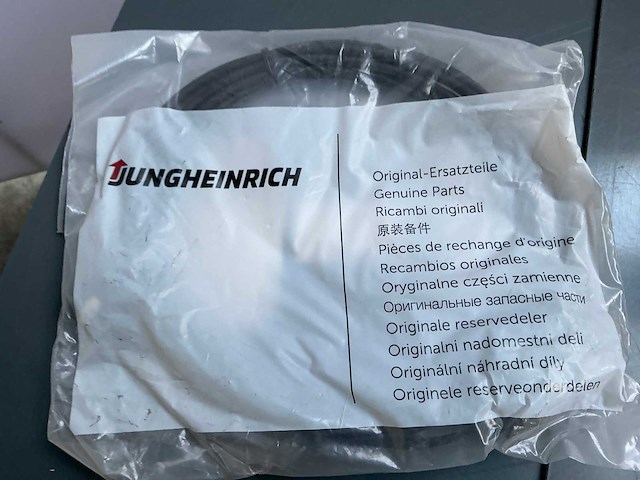 JUNGHEINRICH
Original-Ersatzteile
Genuine Parts
Ricambi originali
原装备件
Pièces de rechange d'origine
Recambios originales
Oryginalne części zamienne
Оригинальные запасные части
Originale reservedeler
Originalni nadomestni deli
Originální náhradní díly
Originele reserveonderdelen